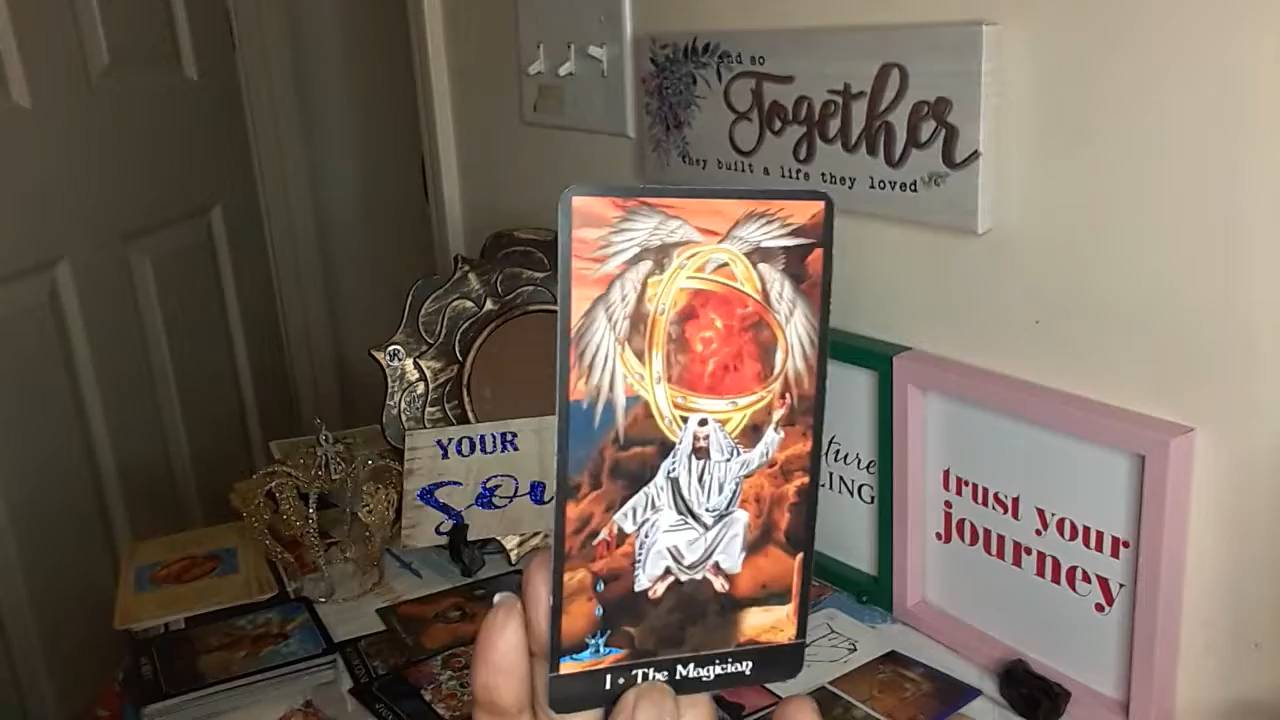 and so
Together
they built a life they loved
YOUR
trust your
journey
1 • The Magician